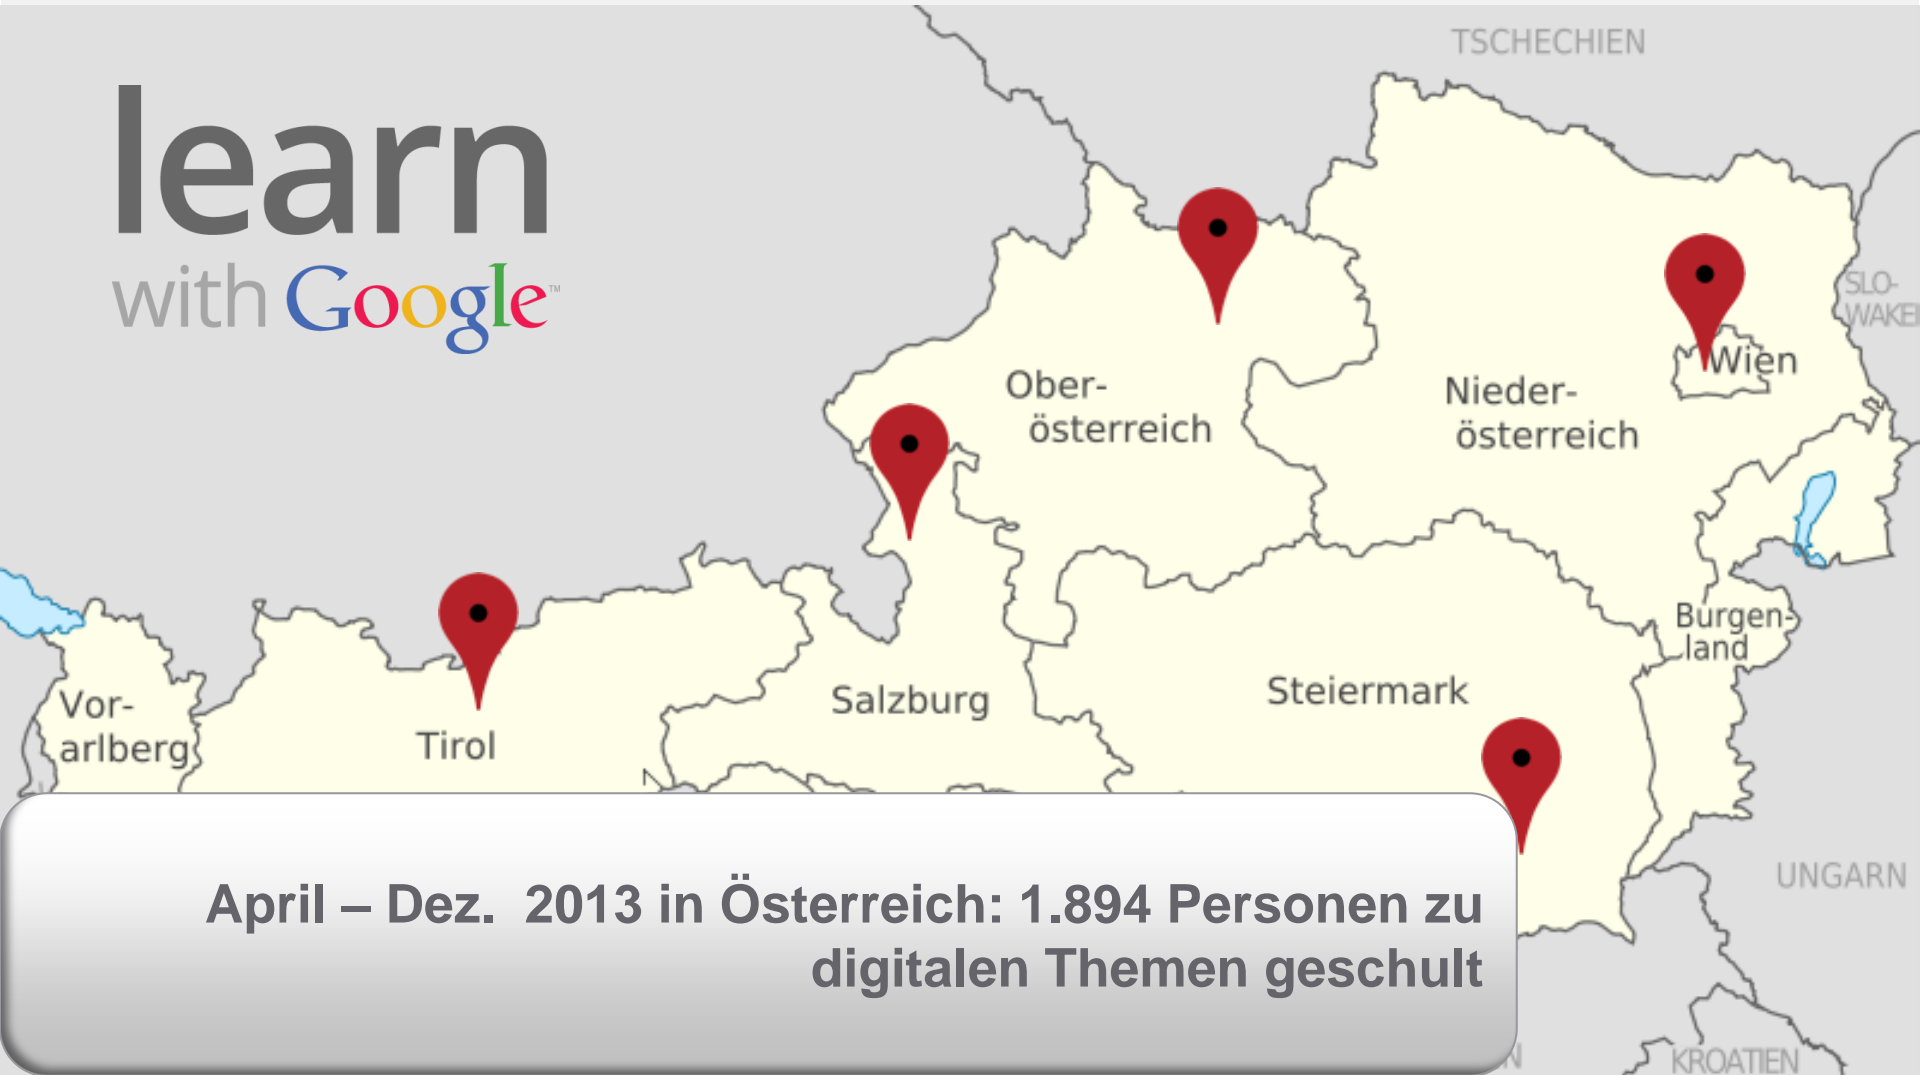 TSCHECHIEN
learn
with Google™
SLO-
WAKEI
Wien
Ober-
österreich
Nieder-
österreich
Burgen-
land
Vor-
arlberg
Tirol
Salzburg
Steiermark
UNGARN
April – Dez. 2013 in Österreich: 1.894 Personen zu
digitalen Themen geschult
KROATIEN